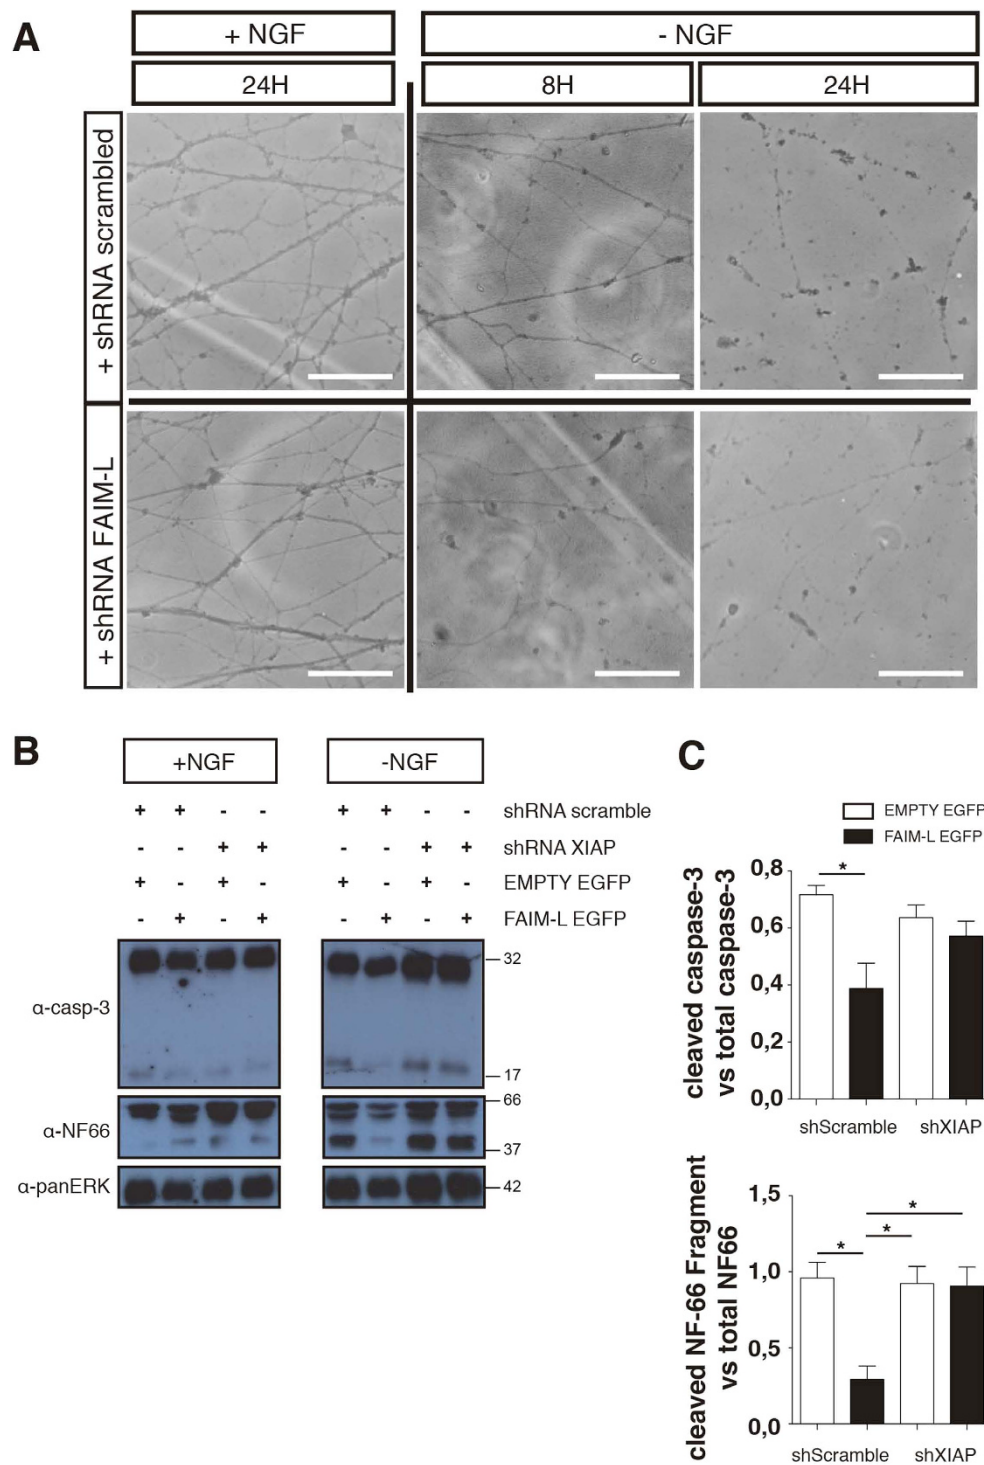 A
+ NGF
- NGF
24H
8H
24H
+ shRNA scrambled
+ shRNA FAIM-L
B
+NGF
-NGF
+ + - - + + - - shRNA scramble
- - + + - - + + shRNA XIAP
+ - + - + - + - EMPTY EGFP
- + - + - + - + FAIM-L EGFP
α-casp-3
32
17
α-NF66
66
37
α-panERK
42
C
EMPTY EGFP
FAIM-L EGFP
cleaved caspase-3
vs total caspase-3
0,8
0,6
0,4
0,2
0,0
*
shScramble shXIAP
cleaved NF-66 Fragment
vs total NF66
1,5
1,0
0,5
0,0
*
*
*
shScramble shXIAP